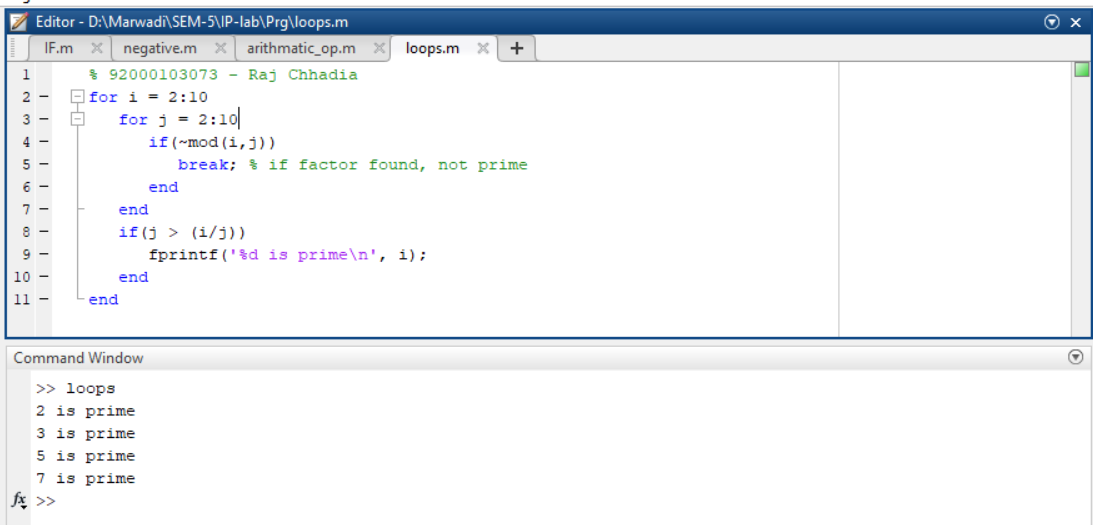 Editor - D:\Marwadi\SEM-5\IP-lab\Prg\loops.m
IF.m negative.m arithmatic_op.m loops.m +
1 % 92000103073 - Raj Chhadia
2 - for i = 2:10
3 - for j = 2:10
4 - if(~mod(i,j))
5 - break; % if factor found, not prime
6 - end
7 - end
8 - if(j > (i/j))
9 - fprintf('%d is prime\n', i);
10 - end
11 - end
Command Window
>> loops
2 is prime
3 is prime
5 is prime
7 is prime
fx >>